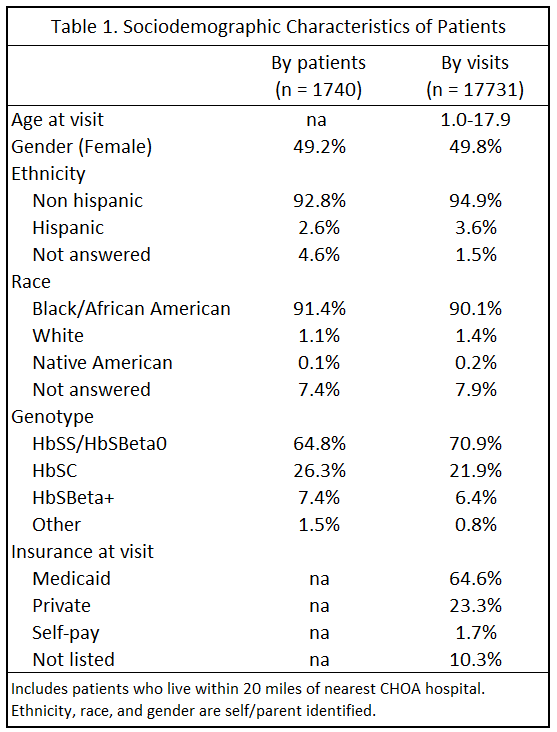 Table 1. Sociodemographic Characteristics of Patients
By patients By visits
(n = 1740) (n = 17731)
Age at visit na 1.0-17.9
Gender (Female) 49.2% 49.8%
Ethnicity
Non hispanic 92.8% 94.9%
Hispanic 2.6% 3.6%
Not answered 4.6% 1.5%
Race
Black/African American 91.4% 90.1%
White 1.1% 1.4%
Native American 0.1% 0.2%
Not answered 7.4% 7.9%
Genotype
HbSS/HbSBeta0 64.8% 70.9%
HbSC 26.3% 21.9%
HbSBeta+ 7.4% 6.4%
Other 1.5% 0.8%
Insurance at visit
Medicaid na 64.6%
Private na 23.3%
Self-pay na 1.7%
Not listed na 10.3%
Includes patients who live within 20 miles of nearest CHOA hospital.
Ethnicity, race, and gender are self/parent identified.